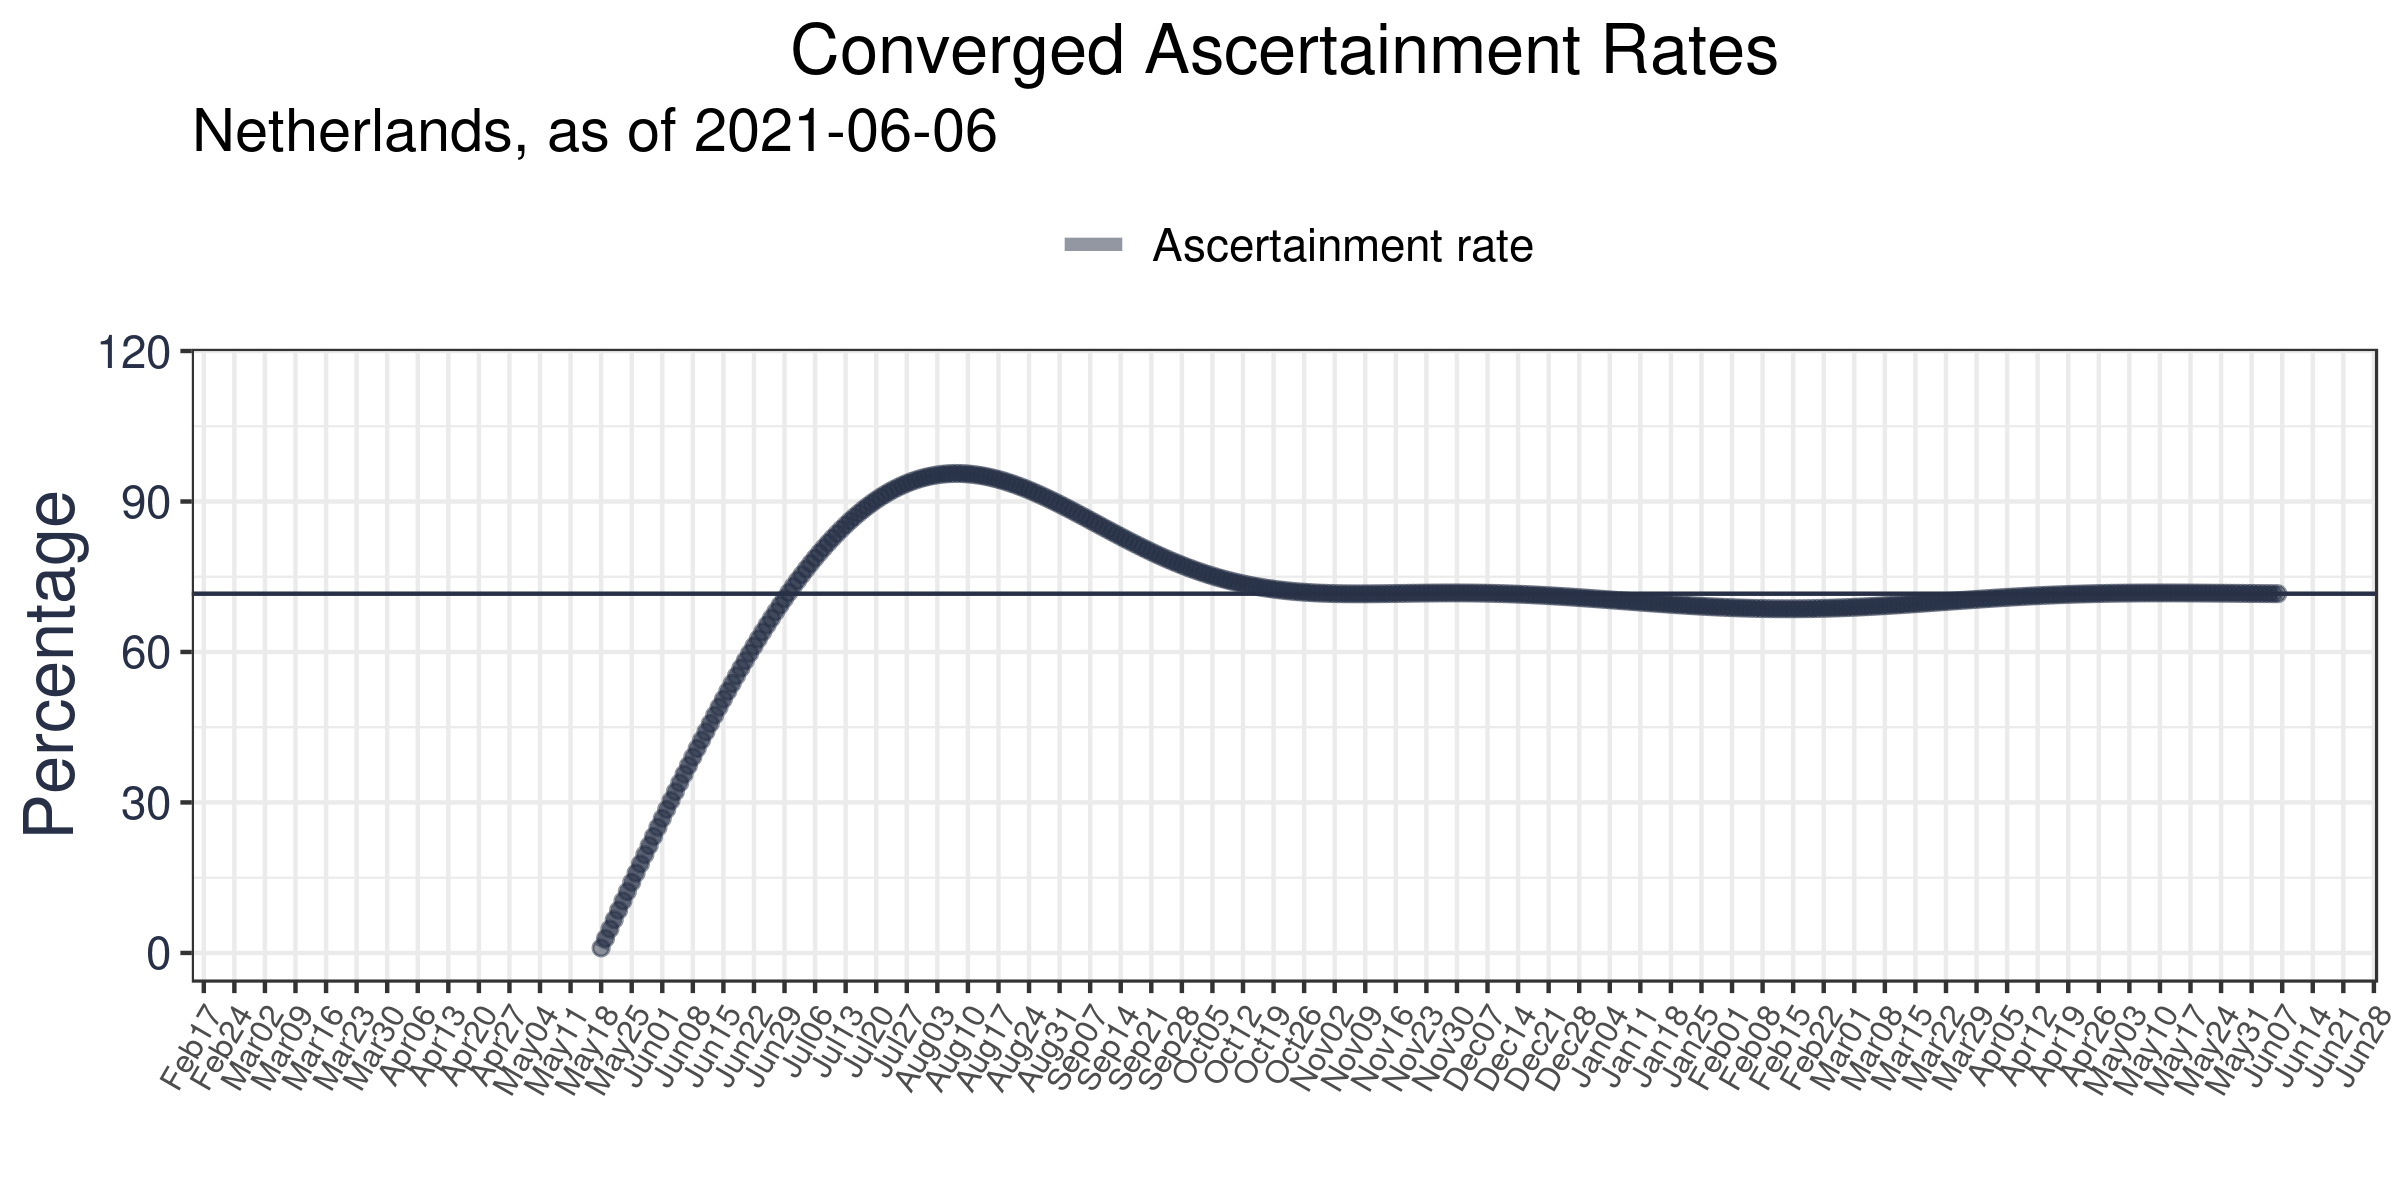 Converged Ascertainment Rates
Netherlands, as of 2021-06-06
Ascertainment rate
Percentage
120
90
60
30
0
Feb17 Feb24 Mar02 Mar09 Mar16 Mar23 Mar30 Apr06 Apr13 Apr20 Apr27 May04 May11 May18 May25 Jun01 Jun08 Jun15 Jun22 Jun29 Jul06 Jul13 Jul20 Jul27 Aug03 Aug10 Aug17 Aug24 Aug31 Sep07 Sep14 Sep21 Sep28 Oct05 Oct12 Oct19 Oct26 Nov02 Nov09 Nov16 Nov23 Nov30 Dec07 Dec14 Dec21 Dec28 Jan04 Jan11 Jan18 Jan25 Feb01 Feb08 Feb15 Feb22 Mar01 Mar08 Mar15 Mar22 Mar29 Apr05 Apr12 Apr19 Apr26 May03 May10 May17 May24 May31 Jun07 Jun14 Jun21 Jun28